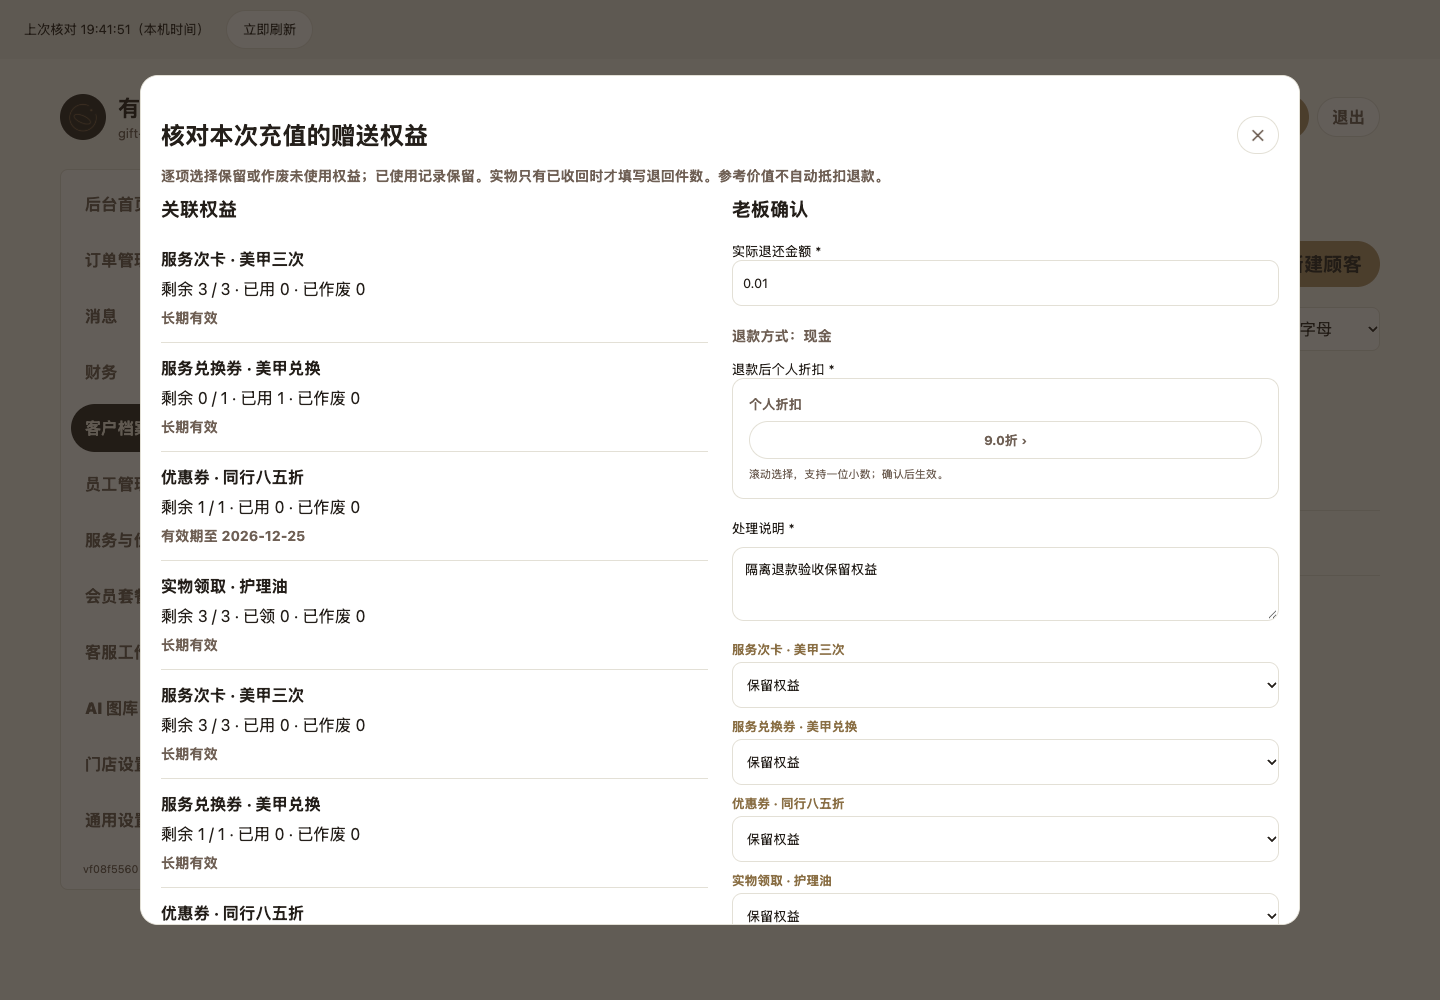 上次核对 19:41:51（本机时间）
立即刷新
有
gift-
退出
后台首页
订单管理
消息
财务
客户档案
员工管理
服务与价
会员套餐
客服工作
AI 图库
门店设置
通用设置
vf08f5560
新建顾客
字母
核对本次充值的赠送权益
逐项选择保留或作废未使用权益；已使用记录保留。实物只有已收回时才填写退回件数。参考价值不自动抵扣退款。
关联权益
服务次卡 · 美甲三次
剩余 3 / 3 · 已用 0 · 已作废 0
长期有效
服务兑换券 · 美甲兑换
剩余 0 / 1 · 已用 1 · 已作废 0
长期有效
优惠券 · 同行八五折
剩余 1 / 1 · 已用 0 · 已作废 0
有效期至 2026-12-25
实物领取 · 护理油
剩余 3 / 3 · 已领 0 · 已作废 0
长期有效
服务次卡 · 美甲三次
剩余 3 / 3 · 已用 0 · 已作废 0
长期有效
服务兑换券 · 美甲兑换
剩余 1 / 1 · 已用 0 · 已作废 0
长期有效
优惠券 · 同行八五折
老板确认
实际退还金额 *
0.01
退款方式：现金
退款后个人折扣 *
个人折扣
9.0折 ›
滚动选择，支持一位小数；确认后生效。
处理说明 *
隔离退款验收保留权益
服务次卡 · 美甲三次
保留权益
服务兑换券 · 美甲兑换
保留权益
优惠券 · 同行八五折
保留权益
实物领取 · 护理油
保留权益